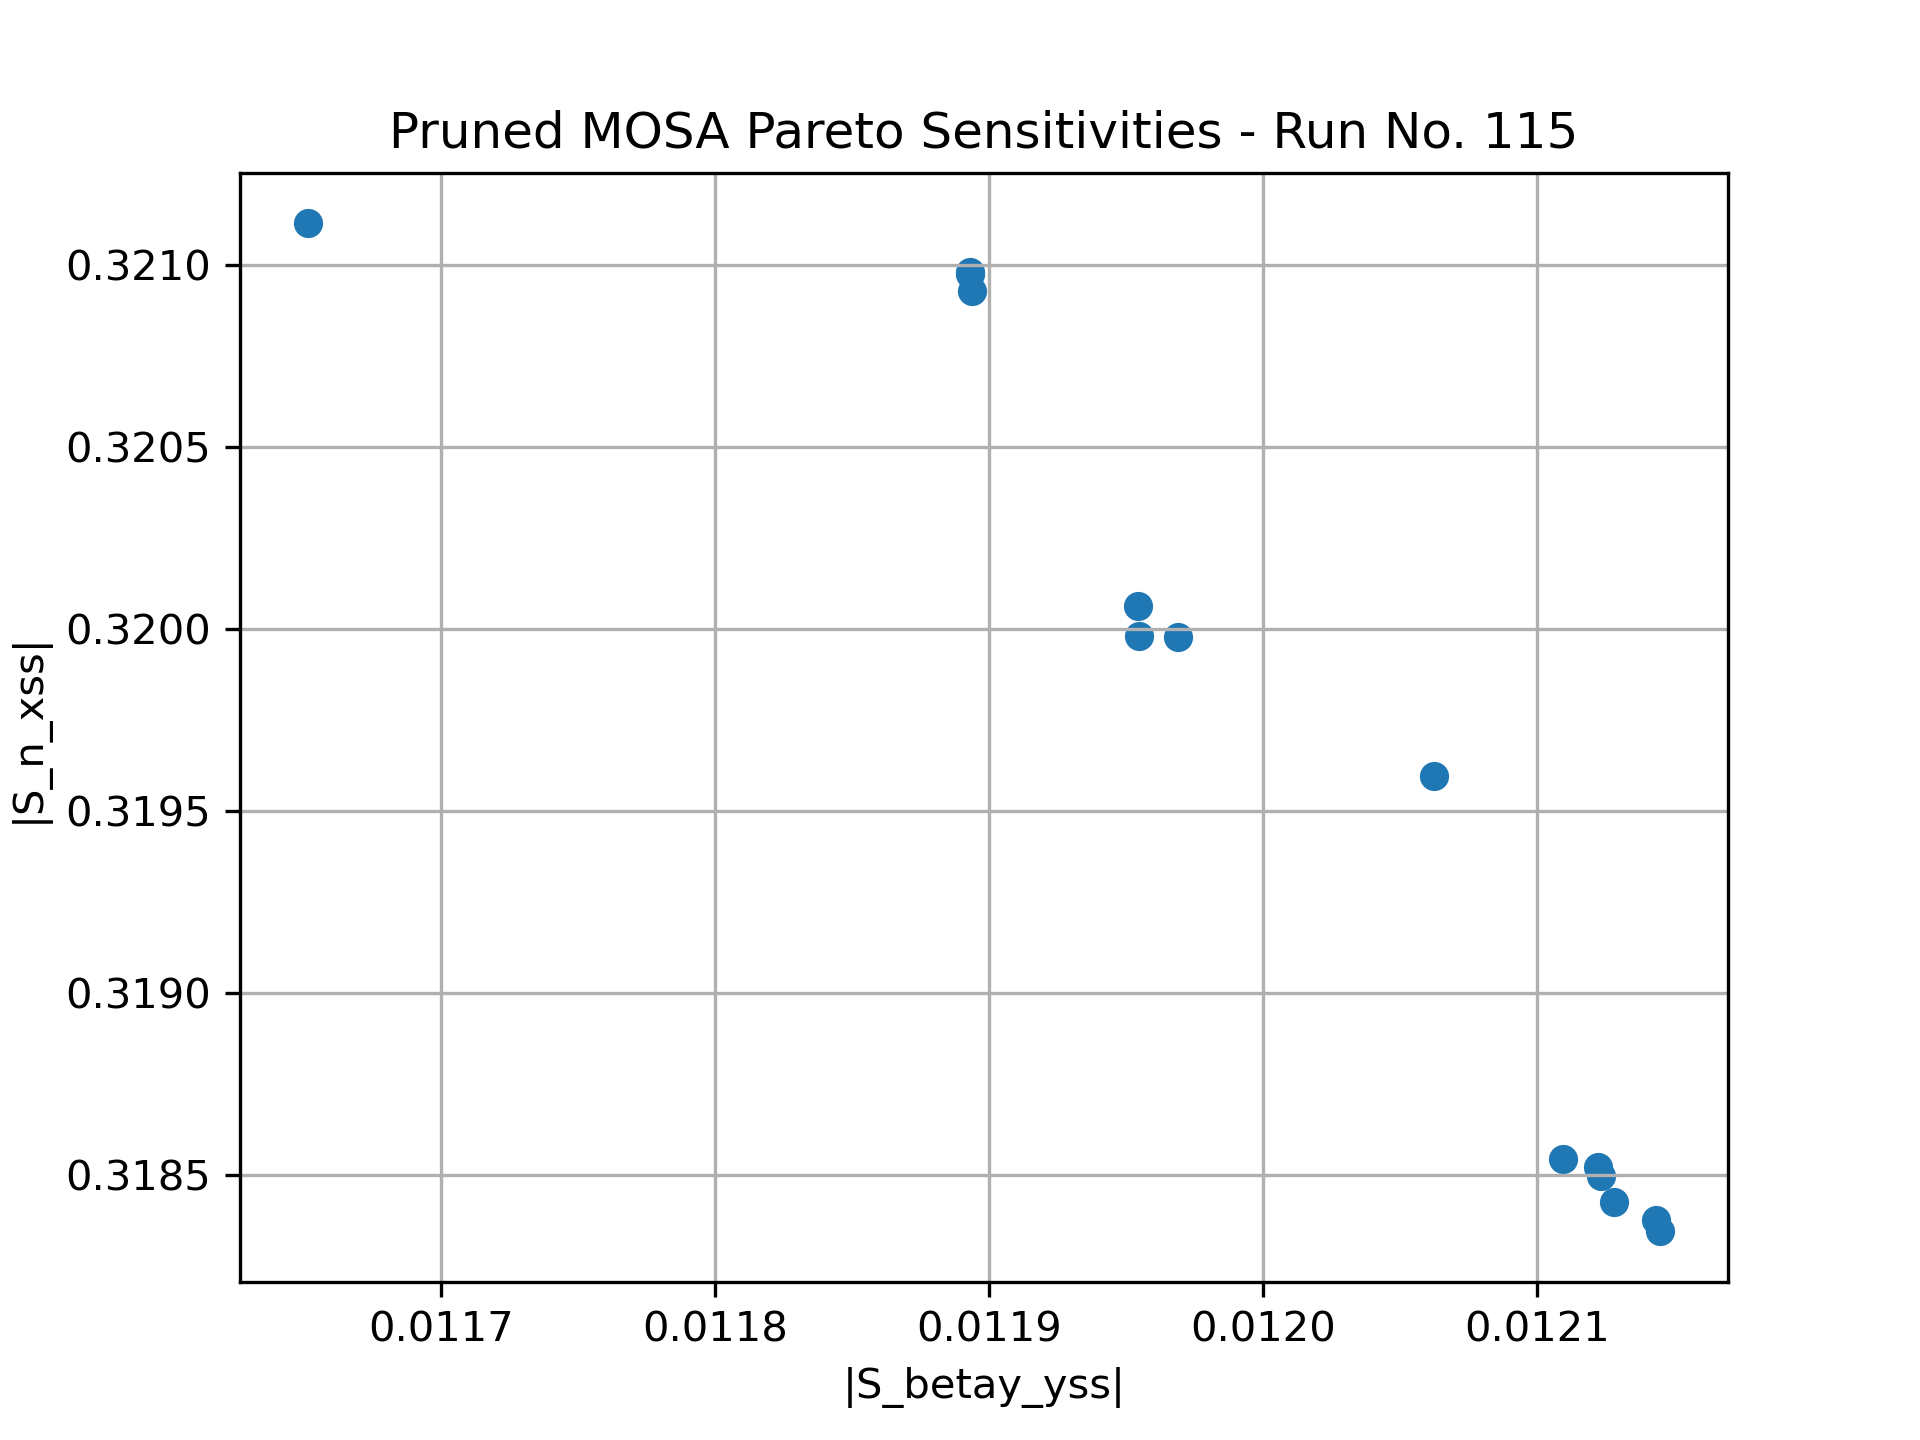 Pruned MOSA Pareto Sensitivities - Run No. 115
|S_n_xss|
0.3210
0.3205
0.3200
0.3195
0.3190
0.3185
0.0117 0.0118 0.0119 0.0120 0.0121
|S_betay_yss|